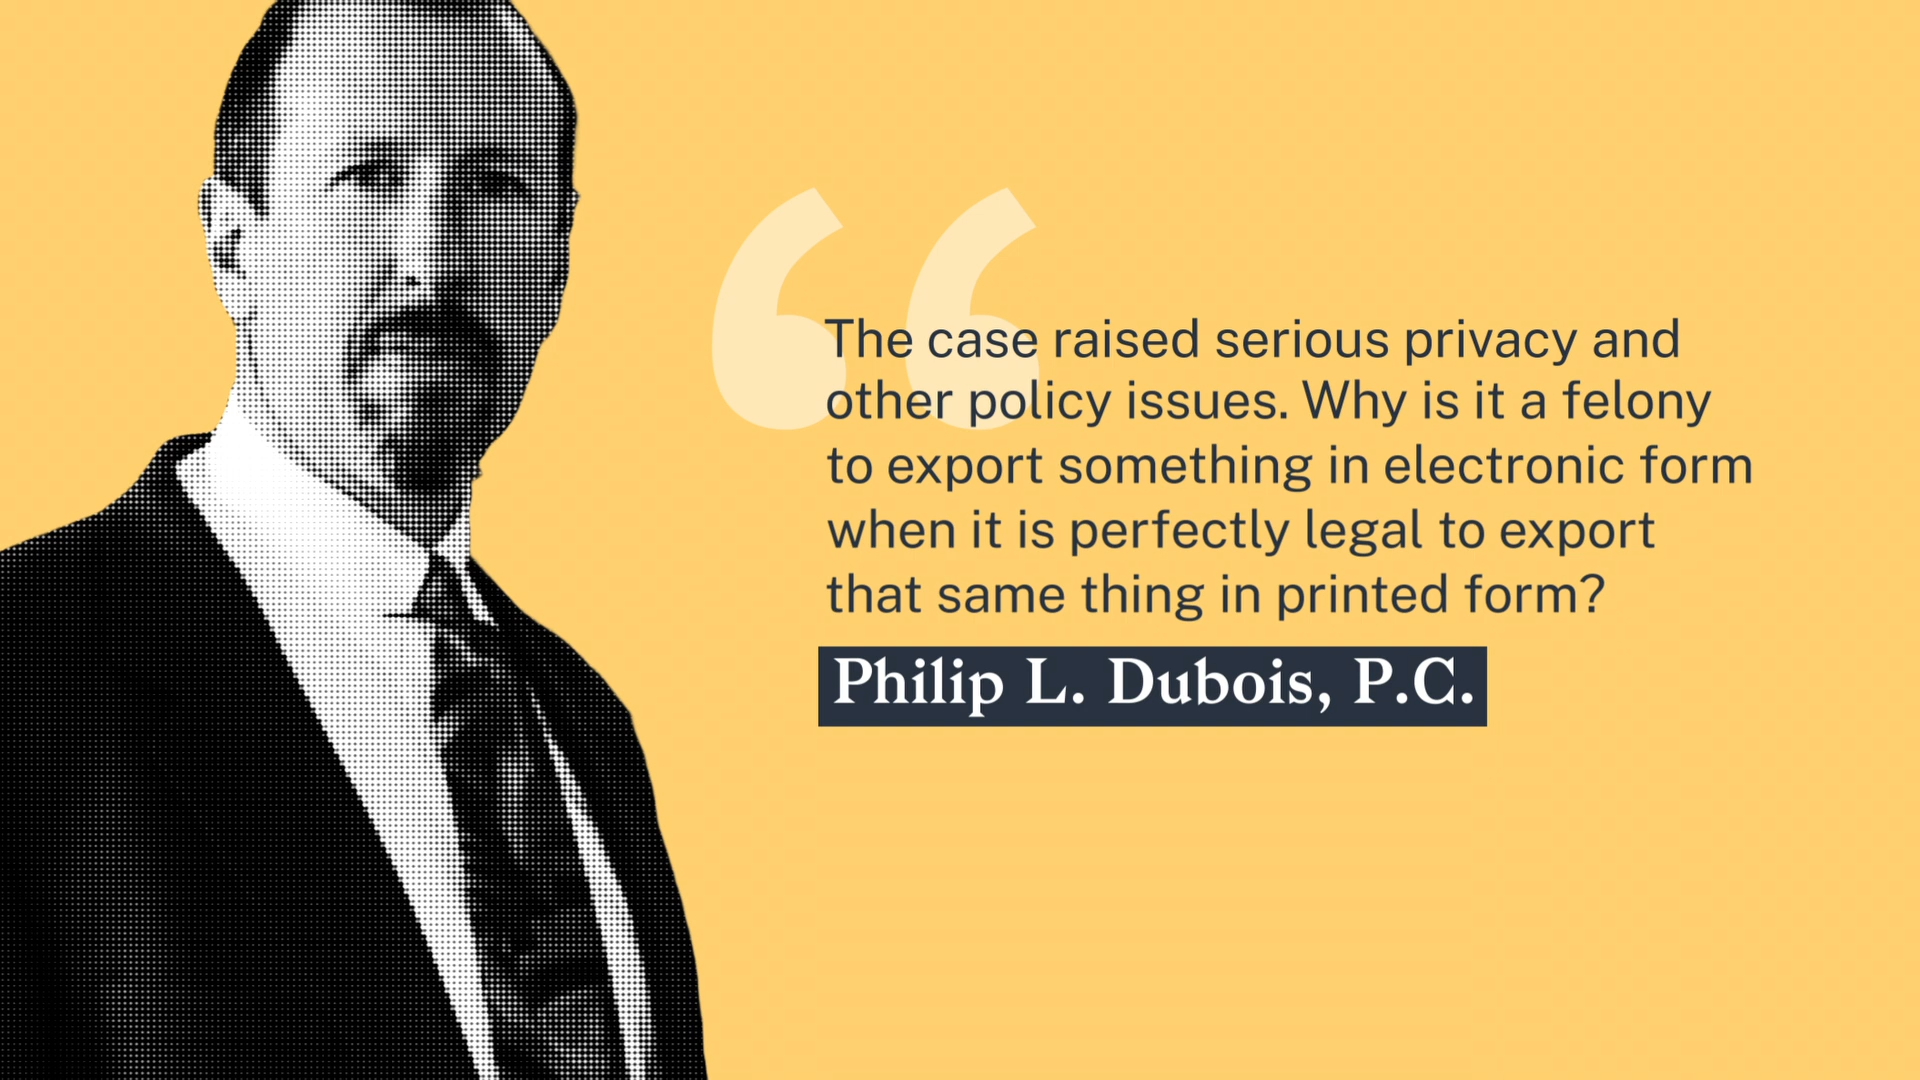 The case raised serious privacy and
other policy issues. Why is it a felony
to export something in electronic form
when it is perfectly legal to export
that same thing in printed form?
Philip L. Dubois, P.C.